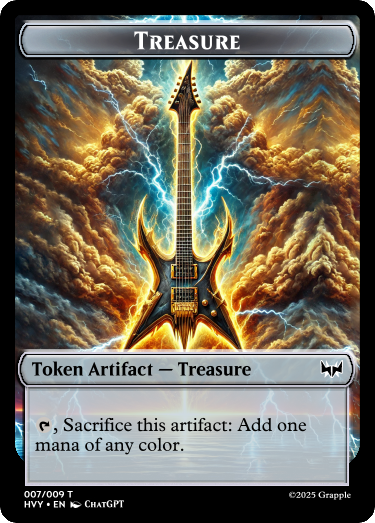 TREASURE
Token Artifact — Treasure
, Sacrifice this artifact: Add one
mana of any color.
007/009 T
HVY • EN CHATGPT
©2025 Grapple